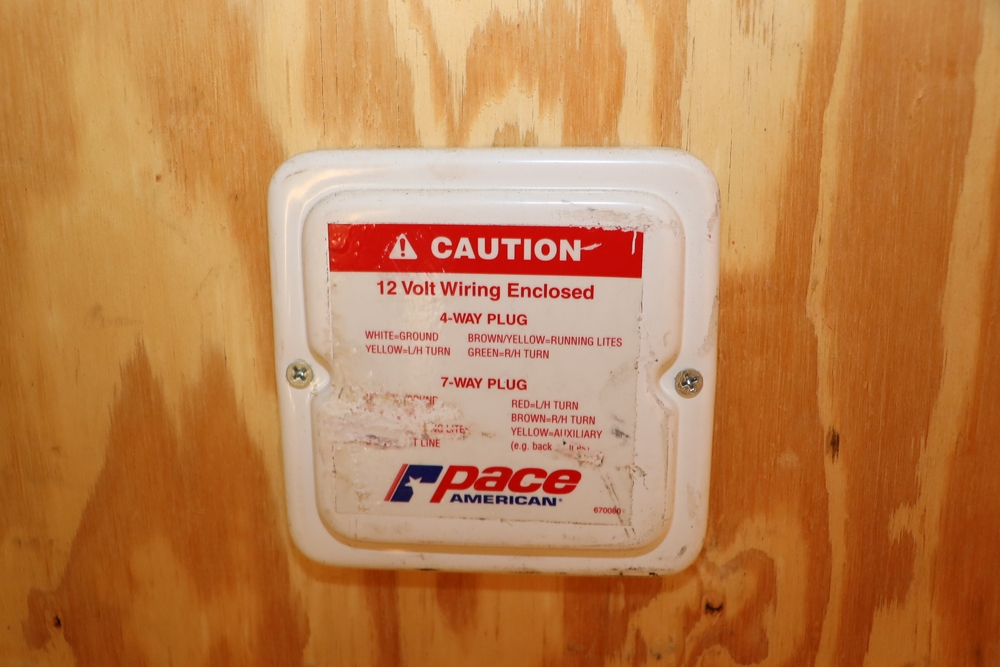 CAUTION
12 Volt Wiring Enclosed
4-WAY PLUG
WHITE=GROUND BROWN/YELLOW=RUNNING LITES
YELLOW=L/H TURN GREEN=R/H TURN
7-WAY PLUG
RED=L/H TURN
BROWN=R/H TURN
YELLOW=AUXILIARY
LINE (e.g. back
pace
AMERICAN